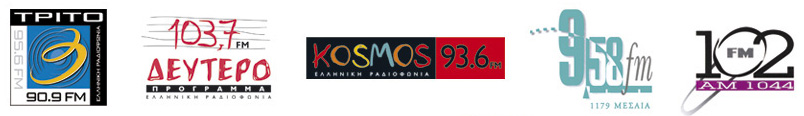 ΤΡΙΤΟ
95.6 FM
3
ΕΛΛΗΝΙΚΗ ΡΑΔΙΟΦΩΝΙΑ
90.9 FM
103,7 FM
ΔΕΥΤΕΡΟ
ΠΡΟΓΡΑΜΜΑ
ΕΛΛΗΝΙΚΗ ΡΑΔΙΟΦΩΝΙΑ
KOSMOS 93.6 FM
ΕΛΛΗΝΙΚΗ ΡΑΔΙΟΦΩΝΙΑ
9,58 fm
1179 ΜΕΣΑΙΑ
102 FM
AM 1044